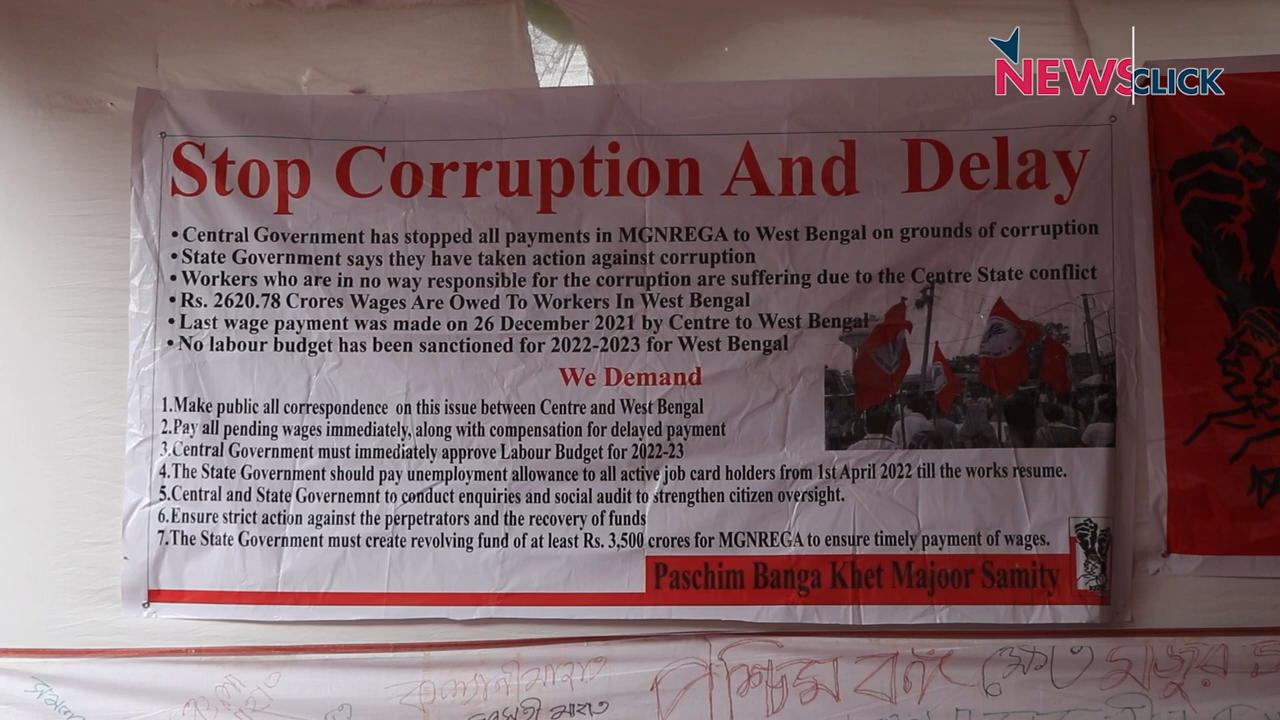 NEWSCLICK
Stop Corruption And Delay
• Central Government has stopped all payments in MGNREGA to West Bengal on grounds of corruption
• State Government says they have taken action against corruption
• Workers who are in no way responsible for the corruption are suffering due to the Centre State conflict
• Rs. 2620.78 Crores Wages Are Owed To Workers In West Bengal
• Last wage payment was made on 26 December 2021 by Centre to West Bengal
• No labour budget has been sanctioned for 2022-2023 for West Bengal
We Demand
1.Make public all correspondence on this issue between Centre and West Bengal
2.Pay all pending wages immediately, along with compensation for delayed payment
3.Central Government must immediately approve Labour Budget for 2022-23
4.The State Government should pay unemployment allowance to all active job card holders from 1st April 2022 till the works resume.
5.Central and State Governemnt to conduct enquiries and social audit to strengthen citizen oversight.
6.Ensure strict action against the perpetrators and the recovery of funds
7.The State Government must create revolving fund of at least Rs. 3,500 crores for MGNREGA to ensure timely payment of wages.
Paschim Banga Khet Majoor Samity
পশ্চিম বঙ্গ ক্ষেত মজুর